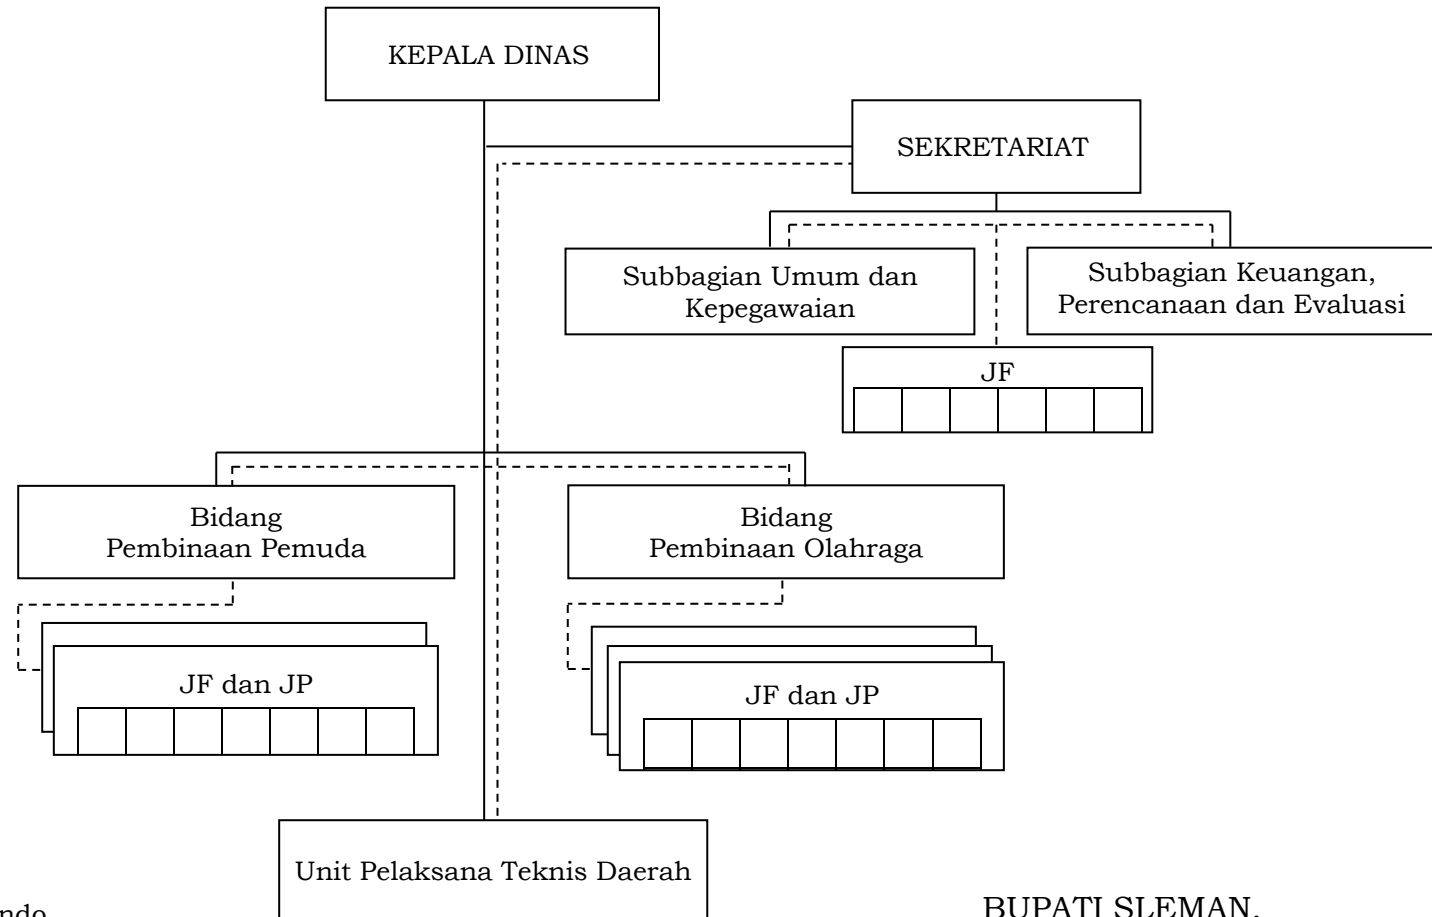 KEPALA DINAS
SEKRETARIAT
Subbagian Umum dan
Kepegawaian
Subbagian Keuangan,
Perencanaan dan Evaluasi
JF
Bidang
Pembinaan Pemuda
Bidang
Pembinaan Olahraga
JF dan JP
JF dan JP
Unit Pelaksana Teknis Daerah
BUPATI SLEMAN,